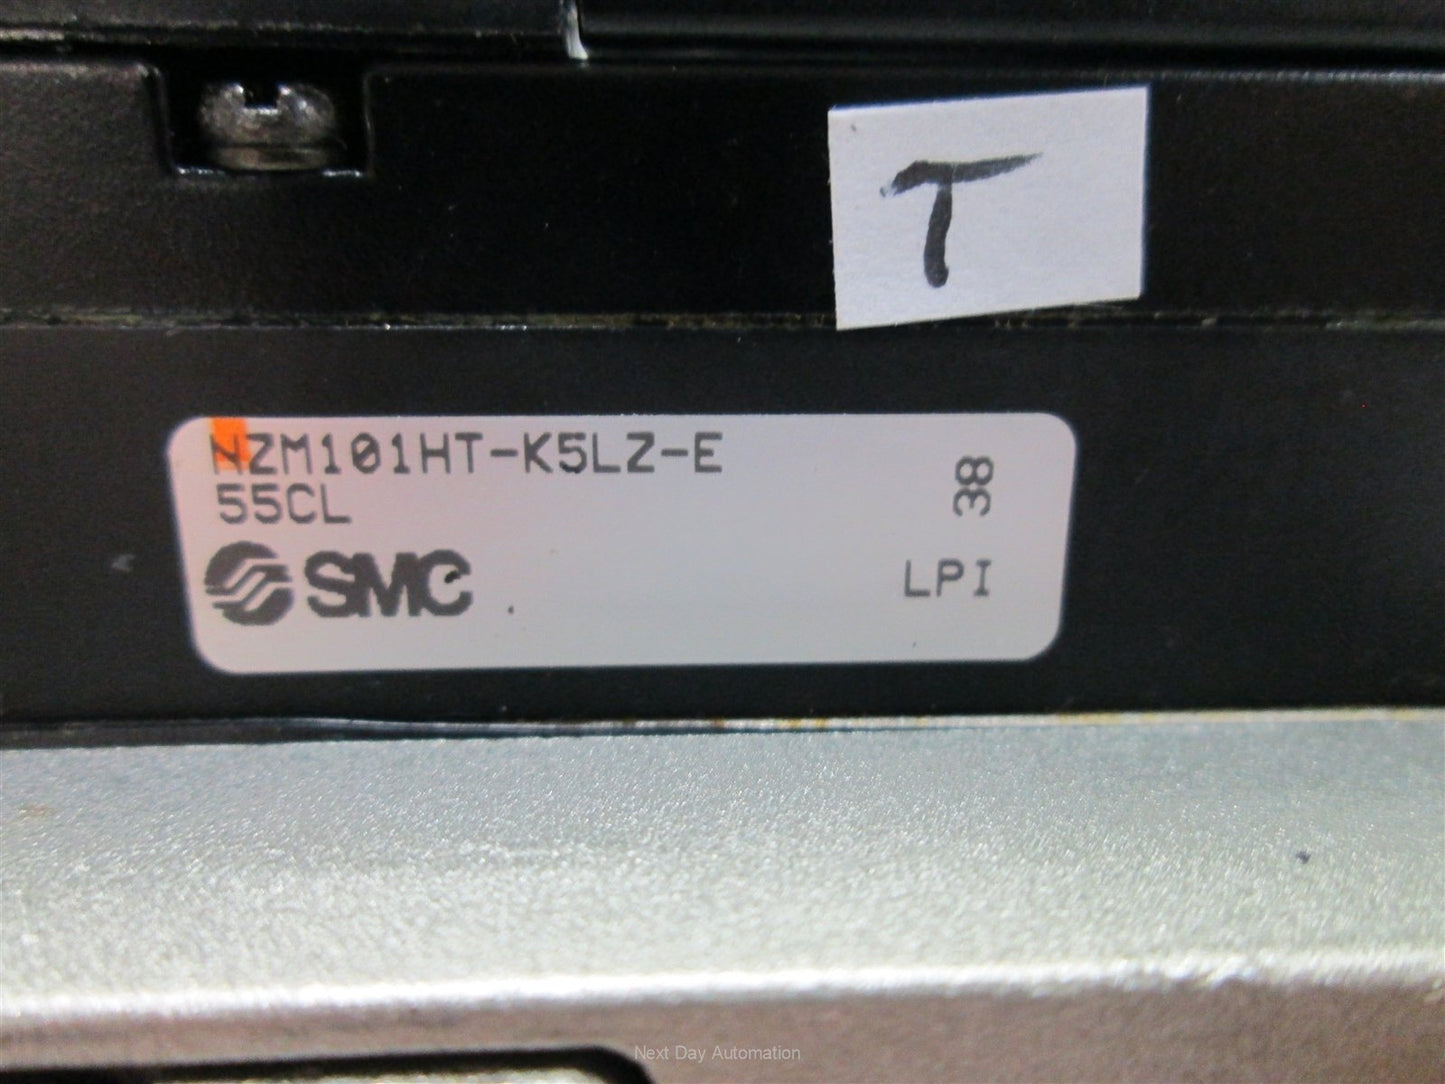 T
NZM101HT-K5LZ-E
55CL
38
SMC
LPI
Next Day Automation